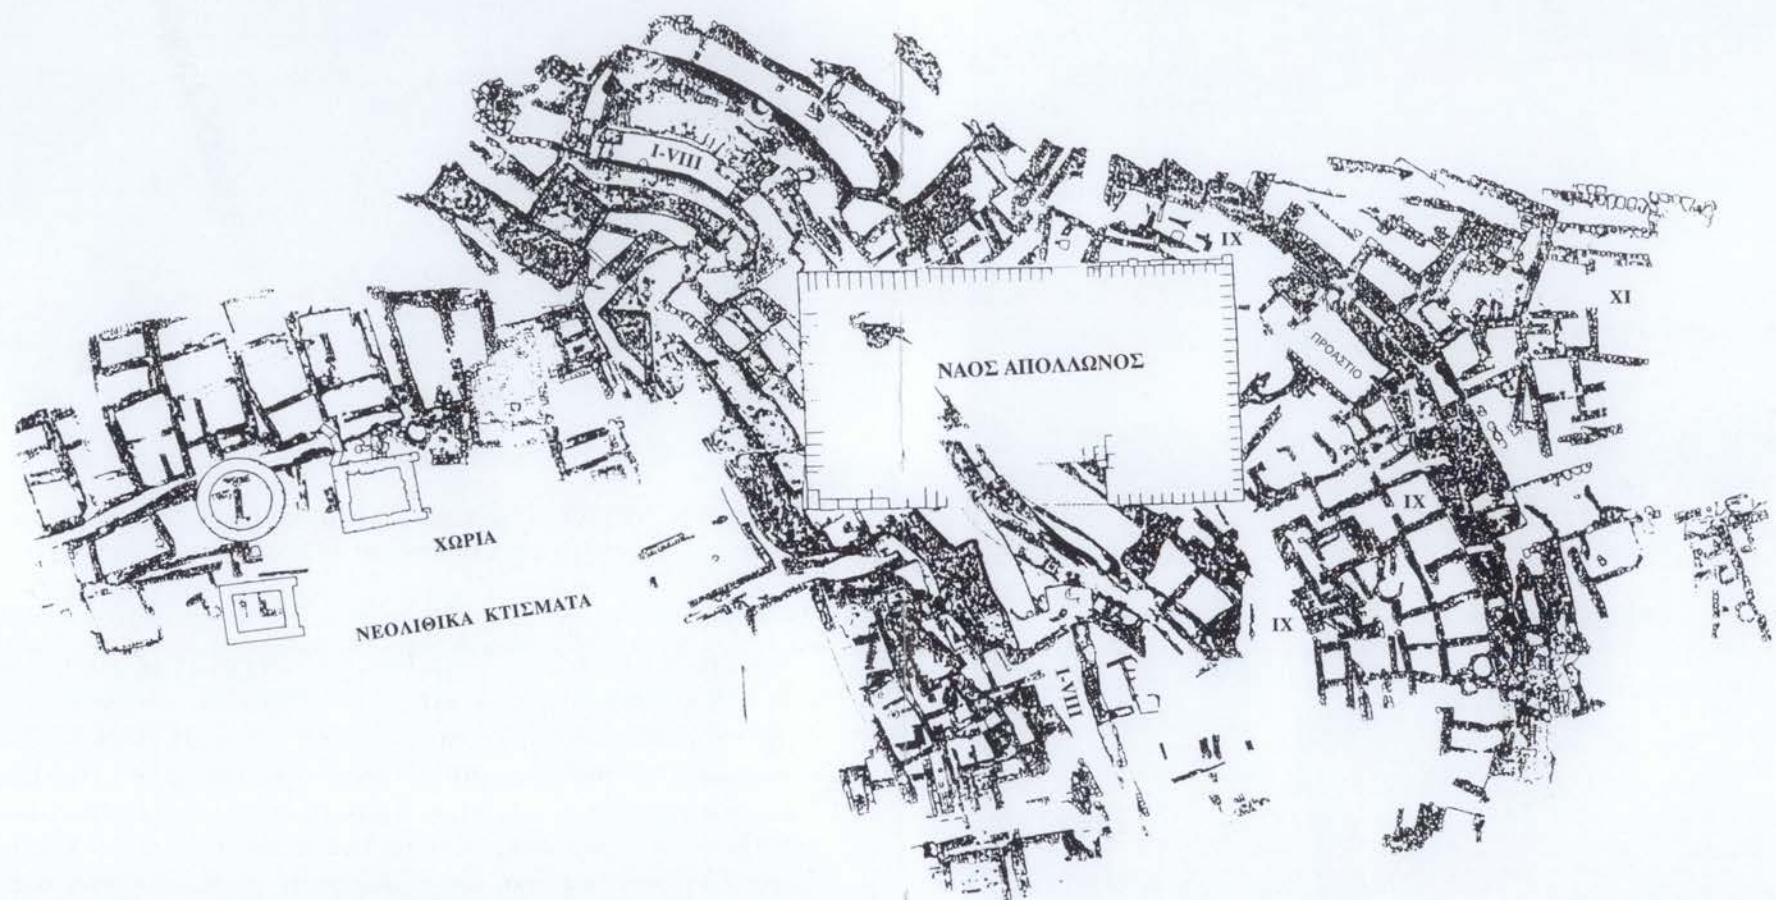 I-VIII
IX
XI
ΠΡΟΑΣΤΙΟ
ΝΑΟΣ ΑΠΟΛΛΩΝΟΣ
IX
ΧΩΡΙΑ
ΝΕΟΛΙΘΙΚΑ ΚΤΙΣΜΑΤΑ
IX
I-VIII